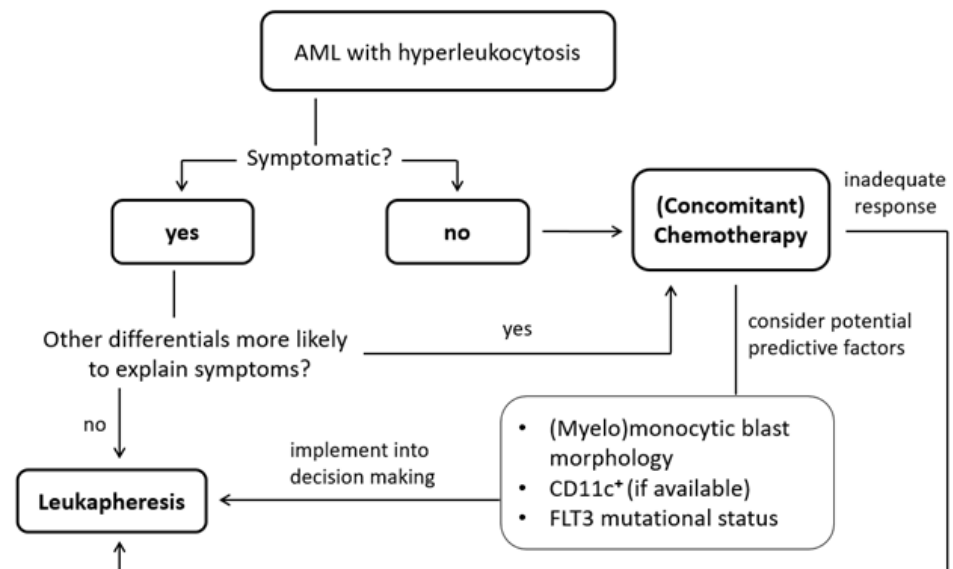 AML with hyperleukocytosis
Symptomatic?
yes
no
(Concomitant)
Chemotherapy
inadequate
response
Other differentials more likely
to explain symptoms?
yes
consider potential
predictive factors
no
implement into
decision making
• (Myelo)monocytic blast
morphology
• CD11c⁺ (if available)
• FLT3 mutational status
Leukapheresis